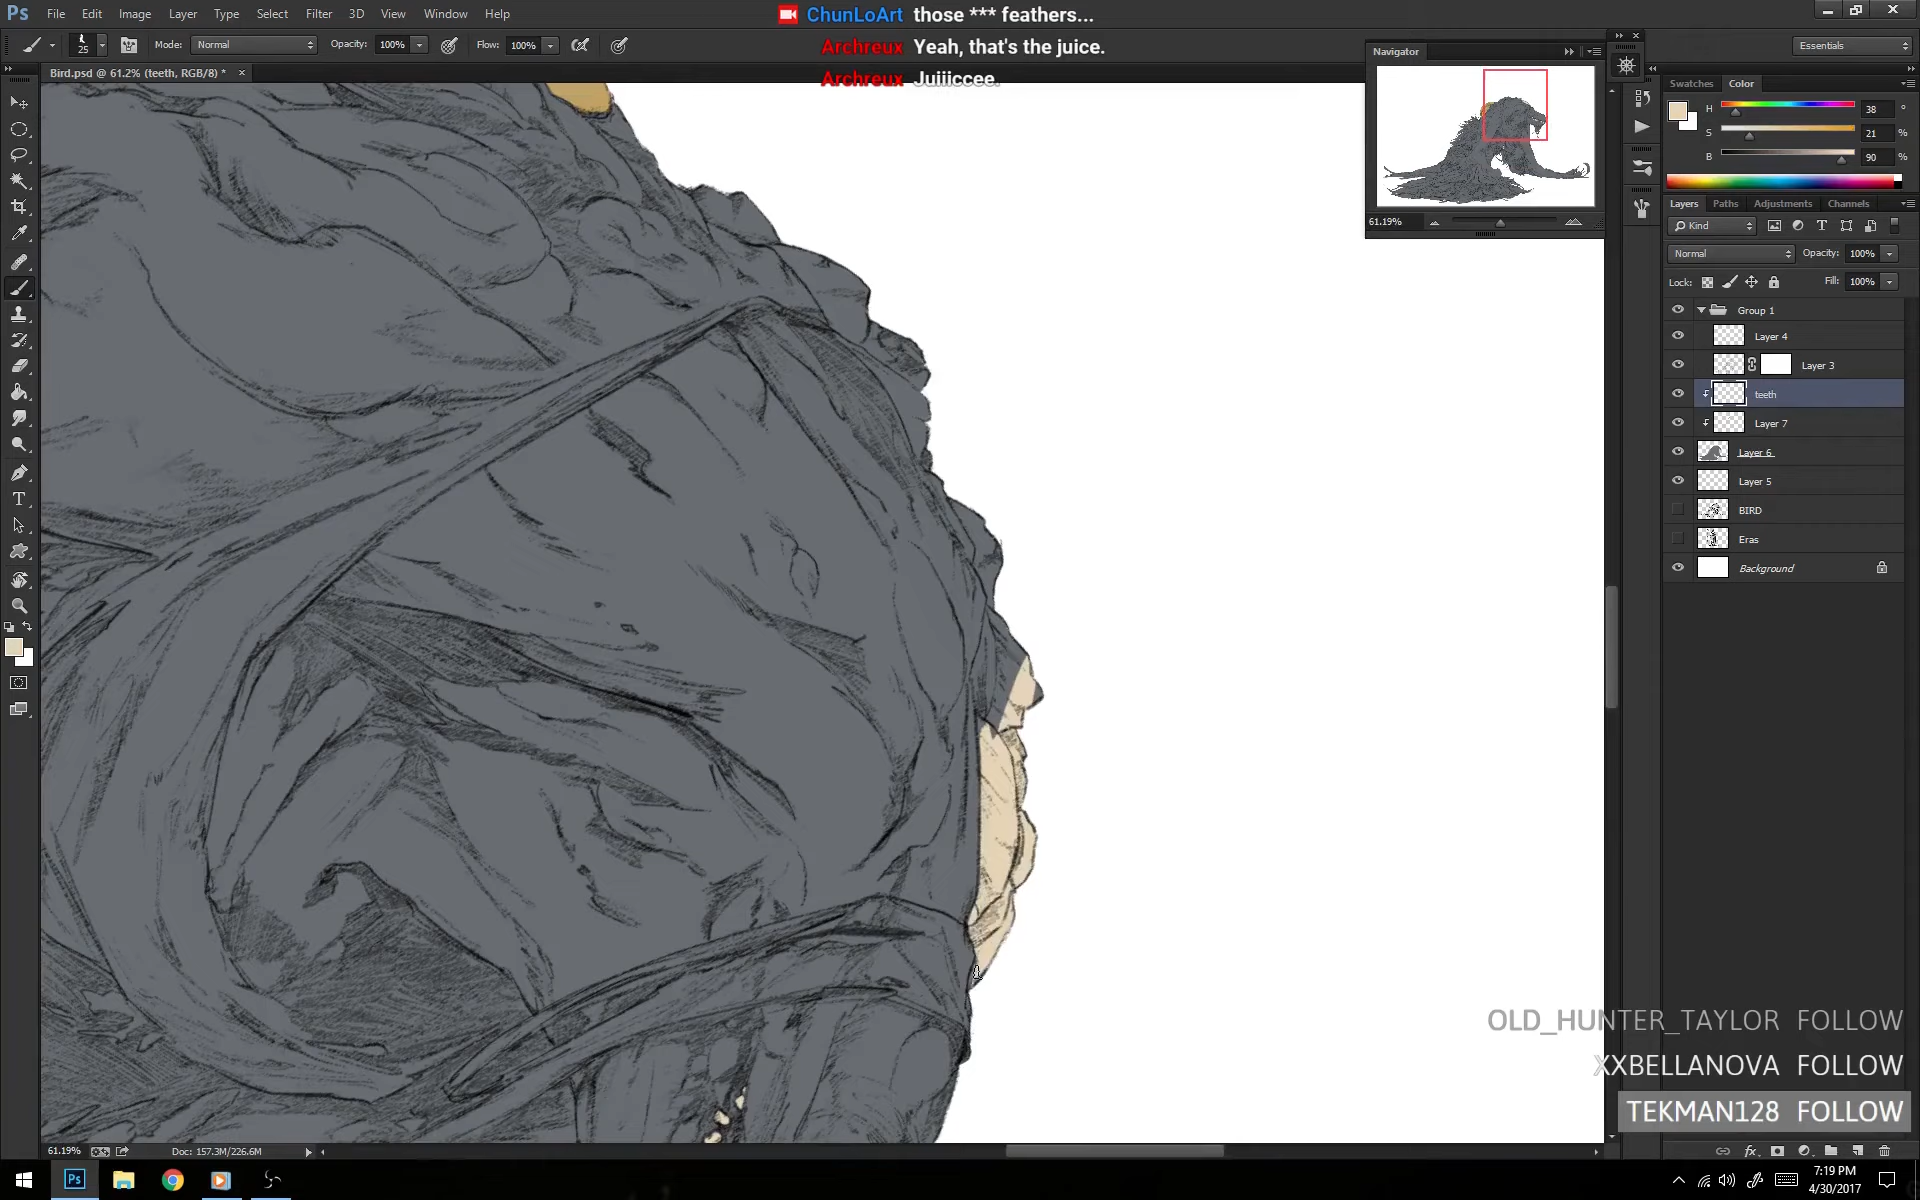 Ps File Edit Image Layer Type Select Filter 3D View Window Help
ChunLoArt those *** feathers...
Archreux Yeah, that's the juice.
Archreux Juiiiccee.
25 Mode: Normal Opacity: 100% Flow: 100%
Essentials
Bird.psd @ 61.2% (teeth, RGB/8) * ×
Navigator
61.19%
Swatches Color
H 38 °
S 21 %
B 90 %
Layers Paths Adjustments Channels
Kind
Normal Opacity: 100%
Lock: Fill: 100%
Group 1
Layer 4
Layer 3
teeth
Layer 7
Layer 6
Layer 5
BIRD
Eras
Background
OLD_HUNTER_TAYLOR FOLLOW
XXBELLANOVA FOLLOW
TEKMAN128 FOLLOW
61.19% Doc: 157.3M/226.6M
Ps
7:19 PM
4/30/2017